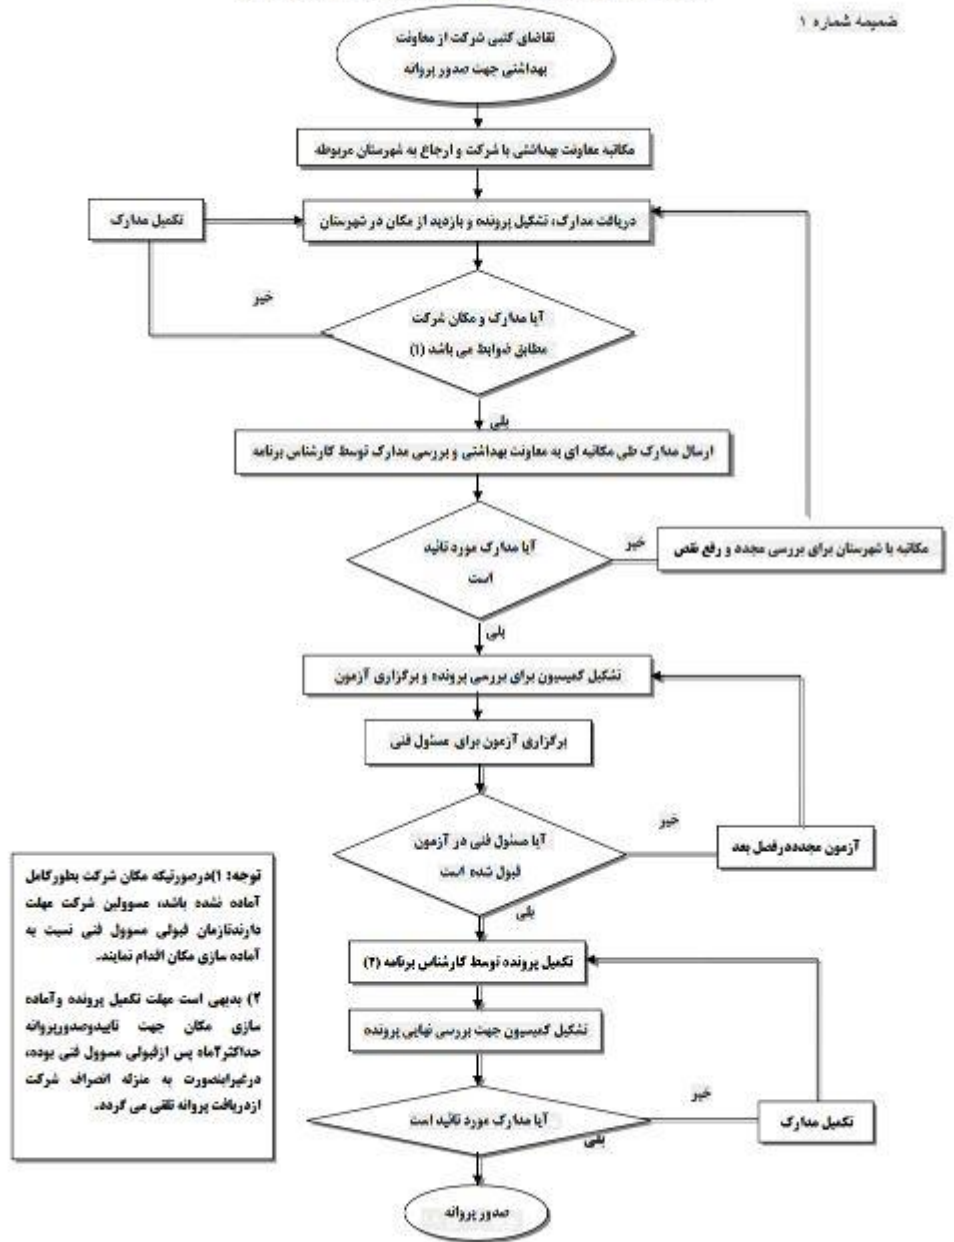 ضمیمه شماره ۱
تقاضای کتبی شرکت از معاونت
بهداشتی جهت صدور پروانه
مکاتبه معاونت بهداشتی با شرکت و ارجاع به شهرستان مربوطه
دریافت مدارک، تشکیل پرونده و بازدید از مکان در شهرستان
تکمیل مدارک
خیر
آیا مدارک و مکان شرکت
مطابق ضوابط می باشد (۱)
بلی
ارسال مدارک طی مکاتبه ای به معاونت بهداشتی و بررسی مدارک توسط کارشناس برنامه
آیا مدارک مورد تائید
است
خیر
مکاتبه با شهرستان برای بررسی مجدد و رفع نقص
بلی
تشکیل کمیسیون برای بررسی پرونده و برگزاری آزمون
برگزاری آزمون برای مسئول فنی
آیا مسئول فنی در آزمون
قبول شده است
خیر
آزمون مجدددرفصل بعد
بلی
تکمیل پرونده توسط کارشناس برنامه (۲)
تشکیل کمیسیون جهت بررسی نهایی پرونده
آیا مدارک مورد تائید است
خیر
تکمیل مدارک
بلی
صدور پروانه
توجه: ۱)درصورتیکه مکان شرکت بطورکامل
آماده نشده باشد، مسوولین شرکت مهلت
دارندتازمان قبولی مسوول فنی نسبت به
آماده سازی مکان اقدام نمایند.
۲) بدیهی است مهلت تکمیل پرونده وآماده
سازی مکان جهت تاییدوصدورپروانه
حداکثر۲ماه پس ازقبولی مسوول فنی بوده،
درغیراینصورت به منزله انصراف شرکت
ازدریافت پروانه تلقی می گردد.